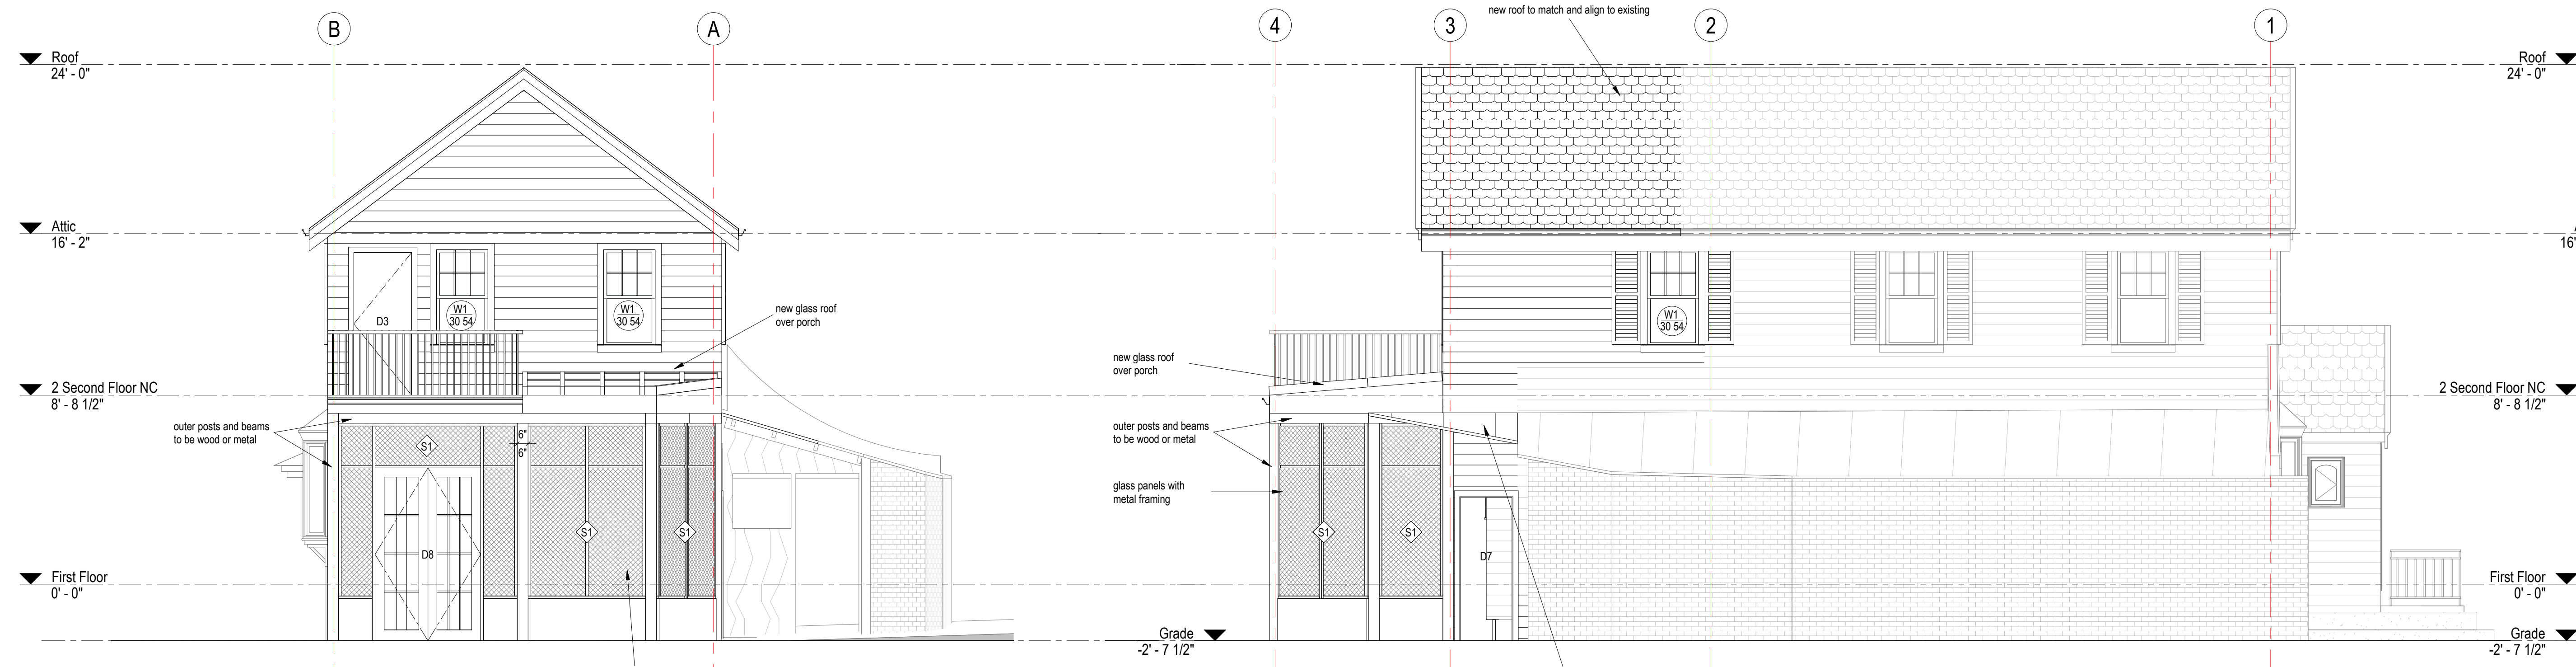 new roof to match and align to existing
B
A
4
3
2
1
Roof
24' - 0"
Roof
24' - 0"
Attic
16' - 2"
16'
W1
30 54
W1
30 54
D3
new glass roof
over porch
W1
30 54
new glass roof
over porch
2 Second Floor NC
8' - 8 1/2"
2 Second Floor NC
8' - 8 1/2"
outer posts and beams
to be wood or metal
6"
6"
S1
outer posts and beams
to be wood or metal
glass panels with
metal framing
S1
S1
S1
S1
D8
D7
First Floor
0' - 0"
First Floor
0' - 0"
Grade
-2' - 7 1/2"
Grade
-2' - 7 1/2"